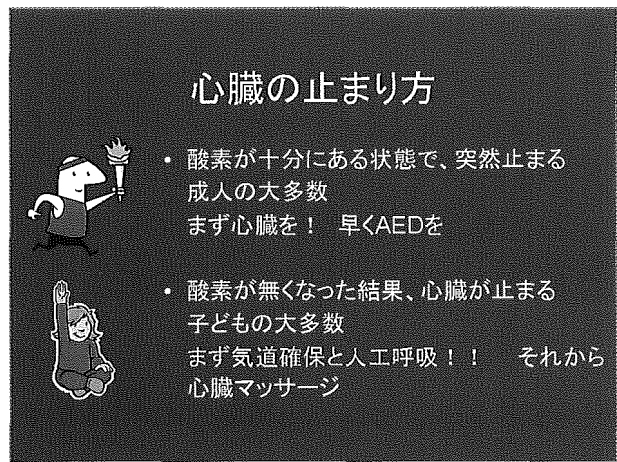 心臓の止まり方
• 酸素が十分にある状態で、突然止まる
成人の大多数
まず心臓を！ 早くAEDを
• 酸素が無くなった結果、心臓が止まる
子どもの大多数
まず気道確保と人工呼吸！！ それから
心臓マッサージ